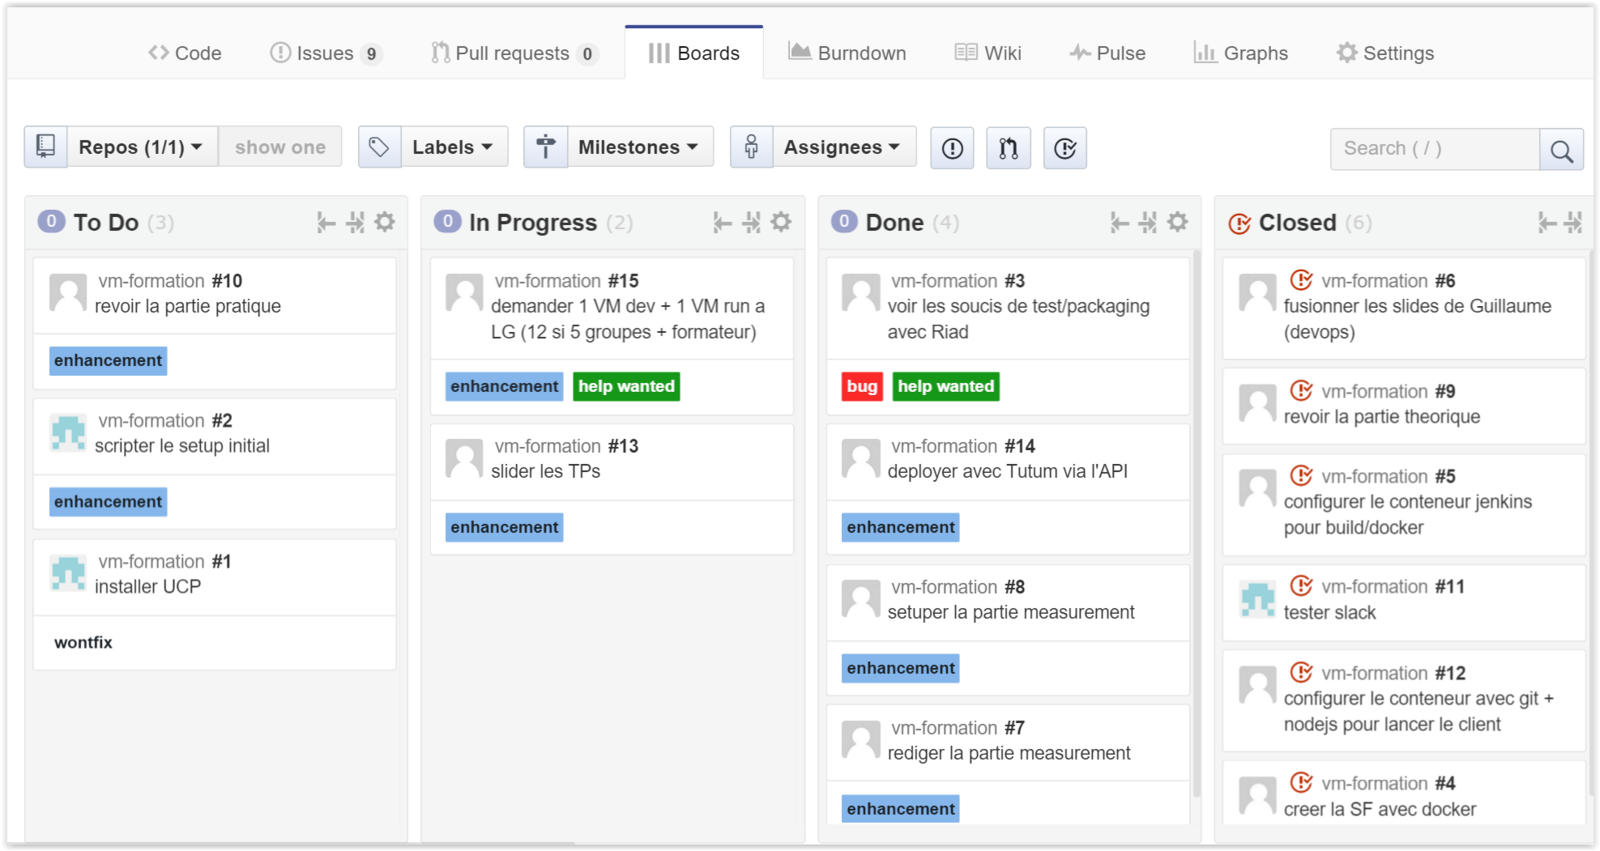 Code Issues 9 Pull requests 0 Boards Burndown Wiki Pulse Graphs Settings
Repos (1/1) show one Labels Milestones Assignees Search ( / )
0 To Do (3)
vm-formation #10
revoir la partie pratique
enhancement
vm-formation #2
scripter le setup initial
enhancement
vm-formation #1
installer UCP
wontfix
0 In Progress (2)
vm-formation #15
demander 1 VM dev + 1 VM run a
LG (12 si 5 groupes + formateur)
enhancement help wanted
vm-formation #13
slider les TPs
enhancement
0 Done (4)
vm-formation #3
voir les soucis de test/packaging
avec Riad
bug help wanted
vm-formation #14
deployer avec Tutum via l'API
enhancement
vm-formation #8
setuper la partie measurement
enhancement
vm-formation #7
rediger la partie measurement
enhancement
Closed (6)
vm-formation #6
fusionner les slides de Guillaume
(devops)
vm-formation #9
revoir la partie theorique
vm-formation #5
configurer le conteneur jenkins
pour build/docker
vm-formation #11
tester slack
vm-formation #12
configurer le conteneur avec git +
nodejs pour lancer le client
vm-formation #4
creer la SF avec docker